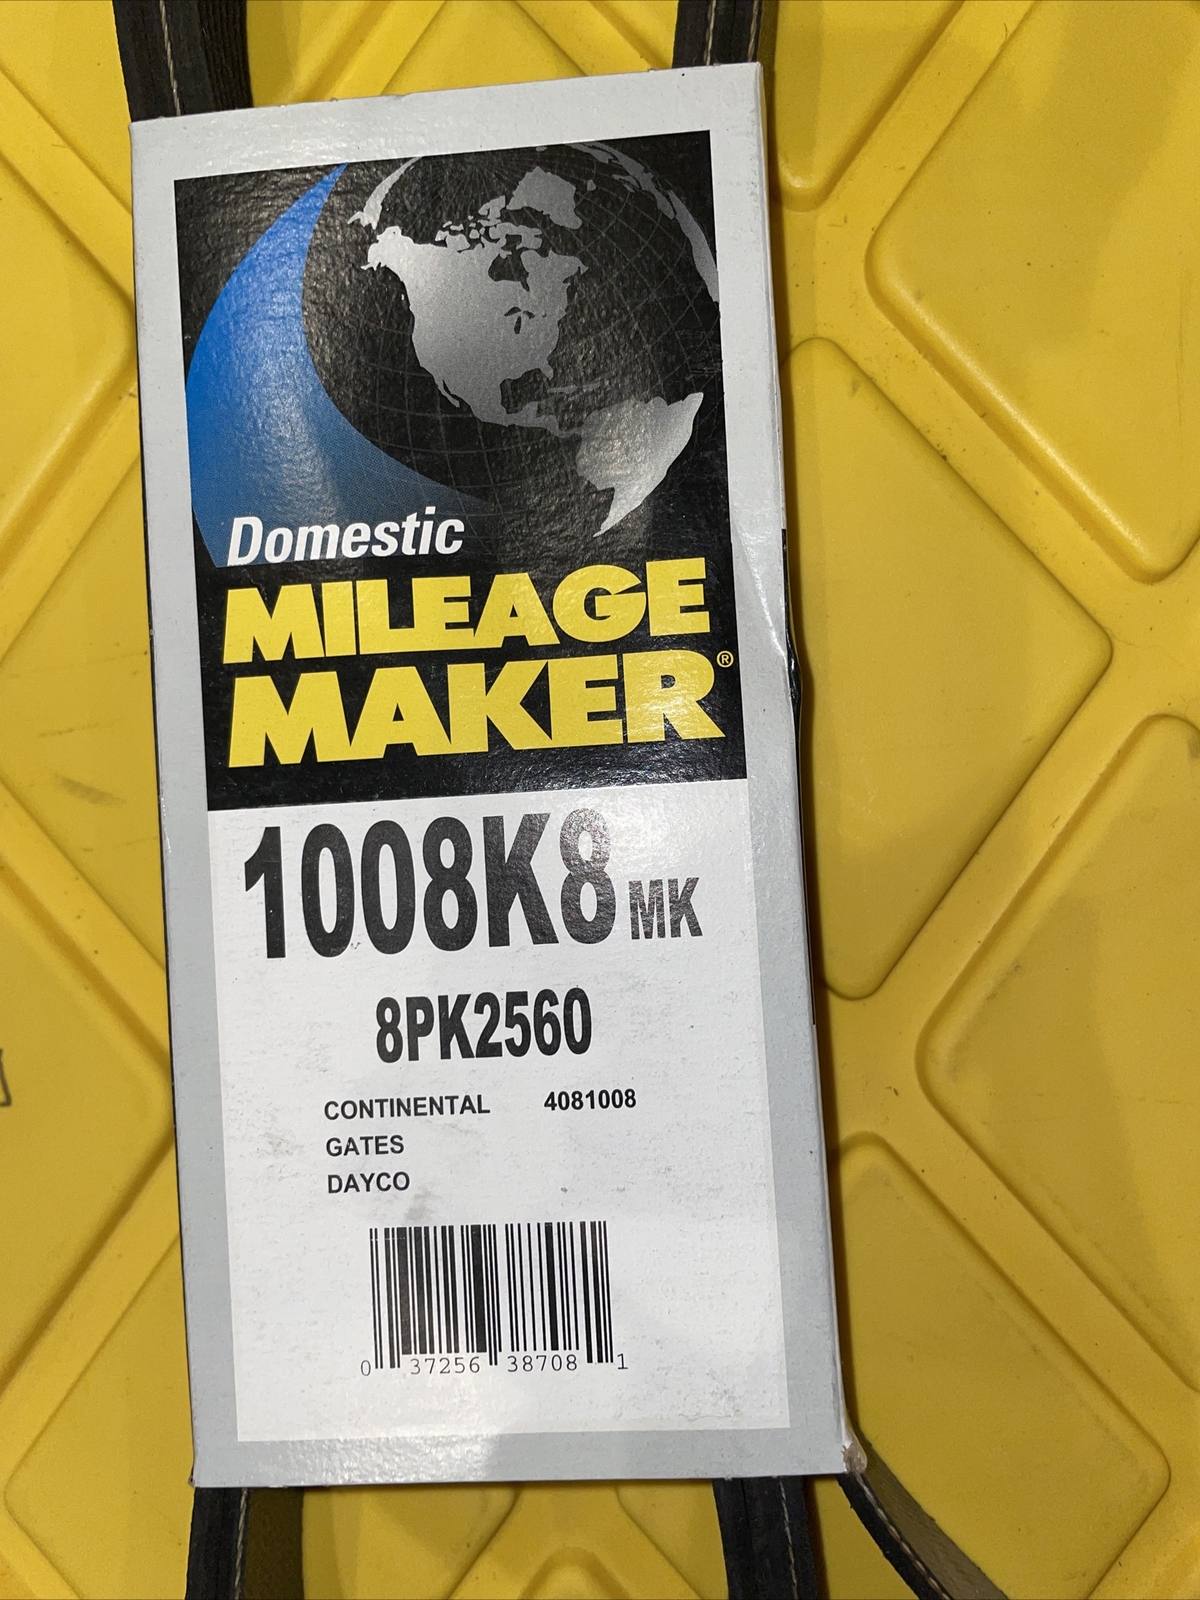 Domestic
MILEAGE
MAKER®
1008K8 MK
8PK2560
CONTINENTAL 4081008
GATES
DAYCO
0 37256 38708 1